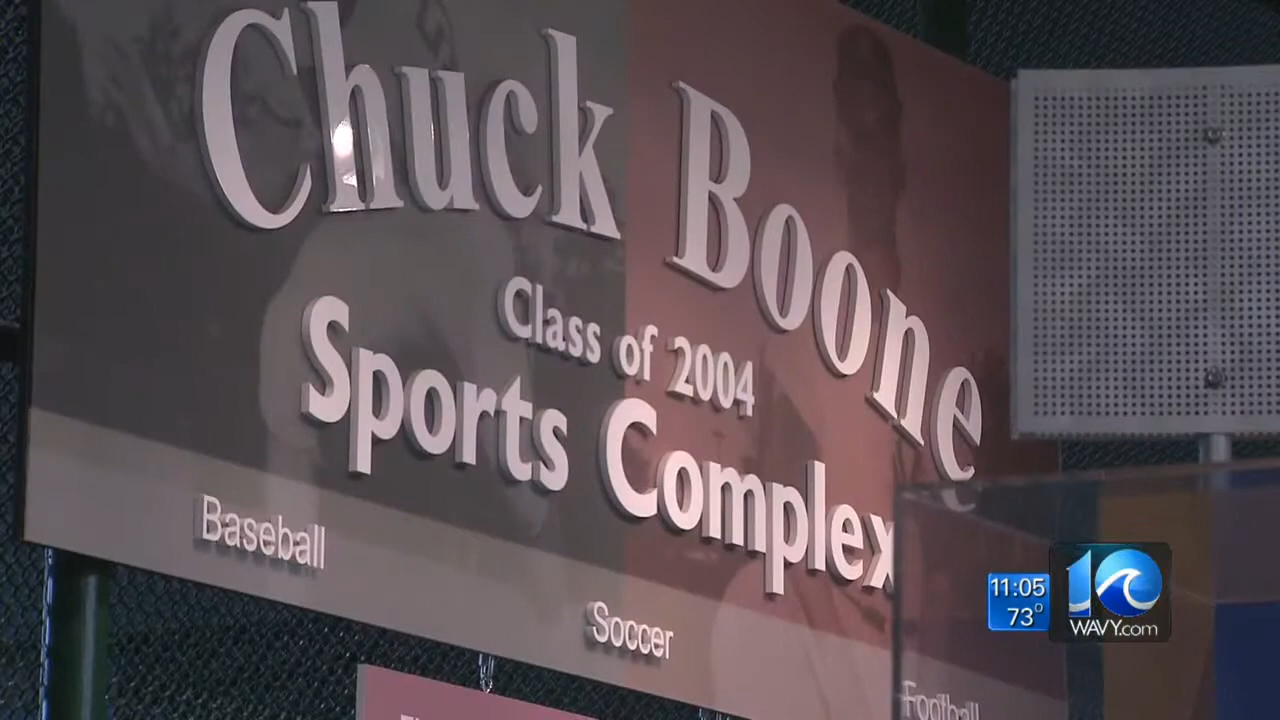 Chuck Boone
Class of 2004
Sports Complex
Baseball
Soccer
Football
11:05
73°
10
WAVY.com